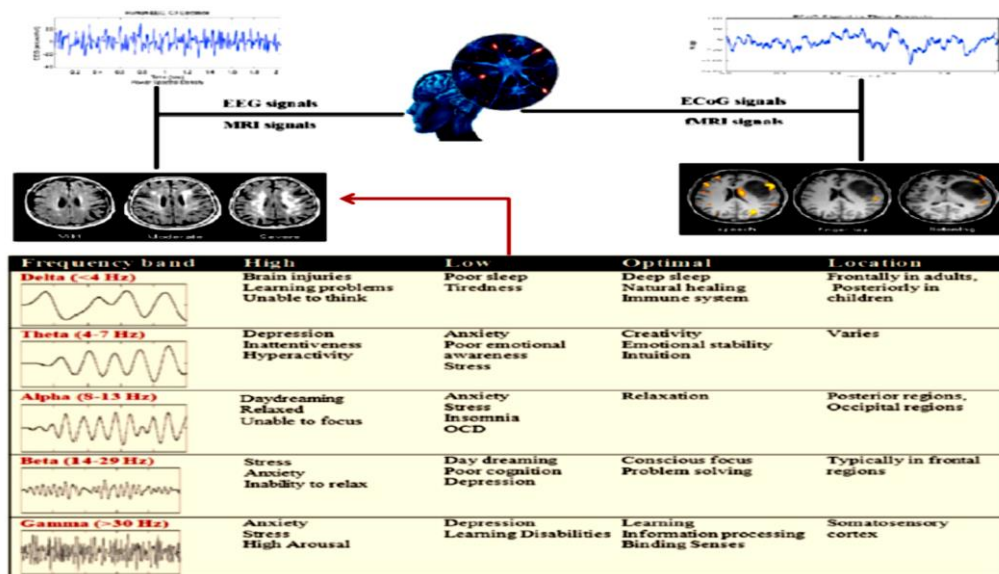 EEG signals
MRI signals
ECoG signals
fMRI signals
Moderate
Severe
Frequency band High Low Optimal Location
Delta (<4 Hz) Brain injuries Poor sleep Deep sleep Frontally in adults,
Learning problems Tiredness Natural healing Posteriorly in
Unable to think Immune system children
Theta (4-7 Hz) Depression Anxiety Creativity Varies
Inattentiveness Poor emotional Emotional stability
Hyperactivity awareness Intuition
Stress
Alpha (8-13 Hz) Daydreaming Anxiety Relaxation Posterior regions,
Relaxed Stress Occipital regions
Unable to focus Insomnia
OCD
Beta (14-29 Hz) Stress Day dreaming Conscious focus Typically in frontal
Anxiety Poor cognition Problem solving regions
Inability to relax Depression
Gamma (>30 Hz) Anxiety Depression Learning Somatosensory
Stress Learning Disabilities Information processing cortex
High Arousal Binding Senses